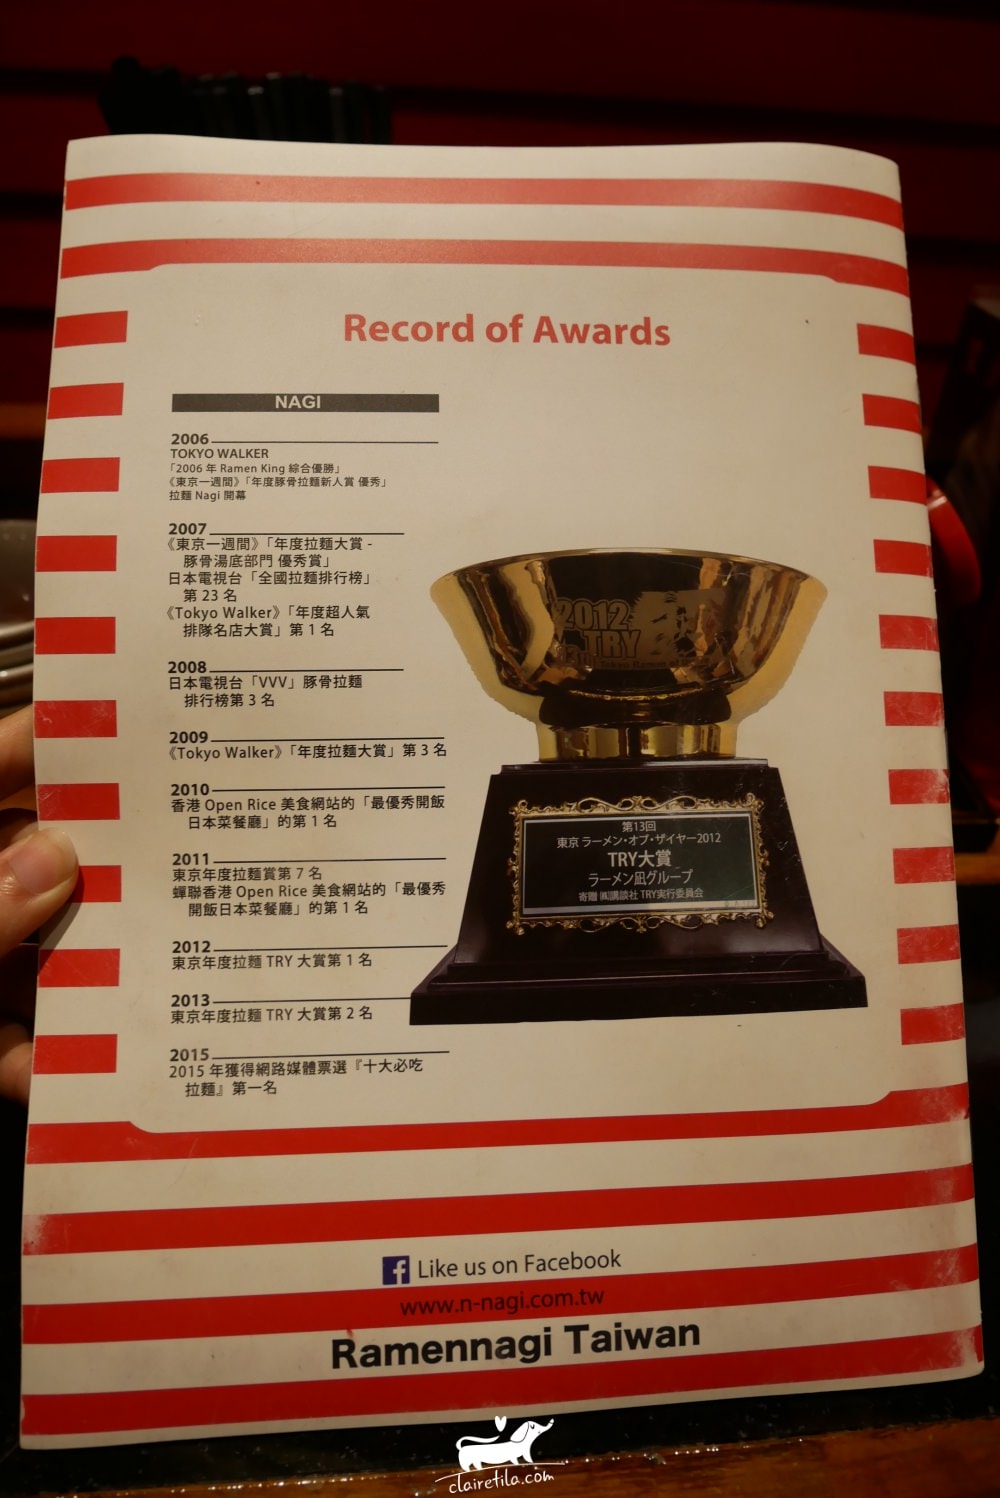 Record of Awards
NAGI
2006
TOKYO WALKER
「2006 年 Ramen King 綜合優勝」
《東京一週間》「年度豚骨拉麵新人賞 優秀」
拉麵 Nagi 開幕
2007
《東京一週間》「年度拉麵大賞 -
豚骨湯底部門 優秀賞」
日本電視台「全國拉麵排行榜」
第 23 名
《Tokyo Walker》「年度超人氣
排隊名店大賞」第 1 名
2008
日本電視台「VVV」豚骨拉麵
排行榜第 3 名
2009
《Tokyo Walker》「年度拉麵大賞」第 3 名
2010
香港 Open Rice 美食網站的「最優秀開飯
日本菜餐廳」的第 1 名
2011
東京年度拉麵賞第 7 名
蟬聯香港 Open Rice 美食網站的「最優秀
開飯日本菜餐廳」的第 1 名
2012
東京年度拉麵 TRY 大賞第 1 名
2013
東京年度拉麵 TRY 大賞第 2 名
2015
2015 年獲得網路媒體票選『十大必吃
拉麵』第一名
2012
TRY
第13回
東京 ラーメン・オブ・ザ・イヤー2012
TRY大賞
ラーメン凪グループ
寄贈 ㈱講談社 TRY実行委員会
f Like us on Facebook
www.n-nagi.com.tw
Ramennagi Taiwan
clairetila.com